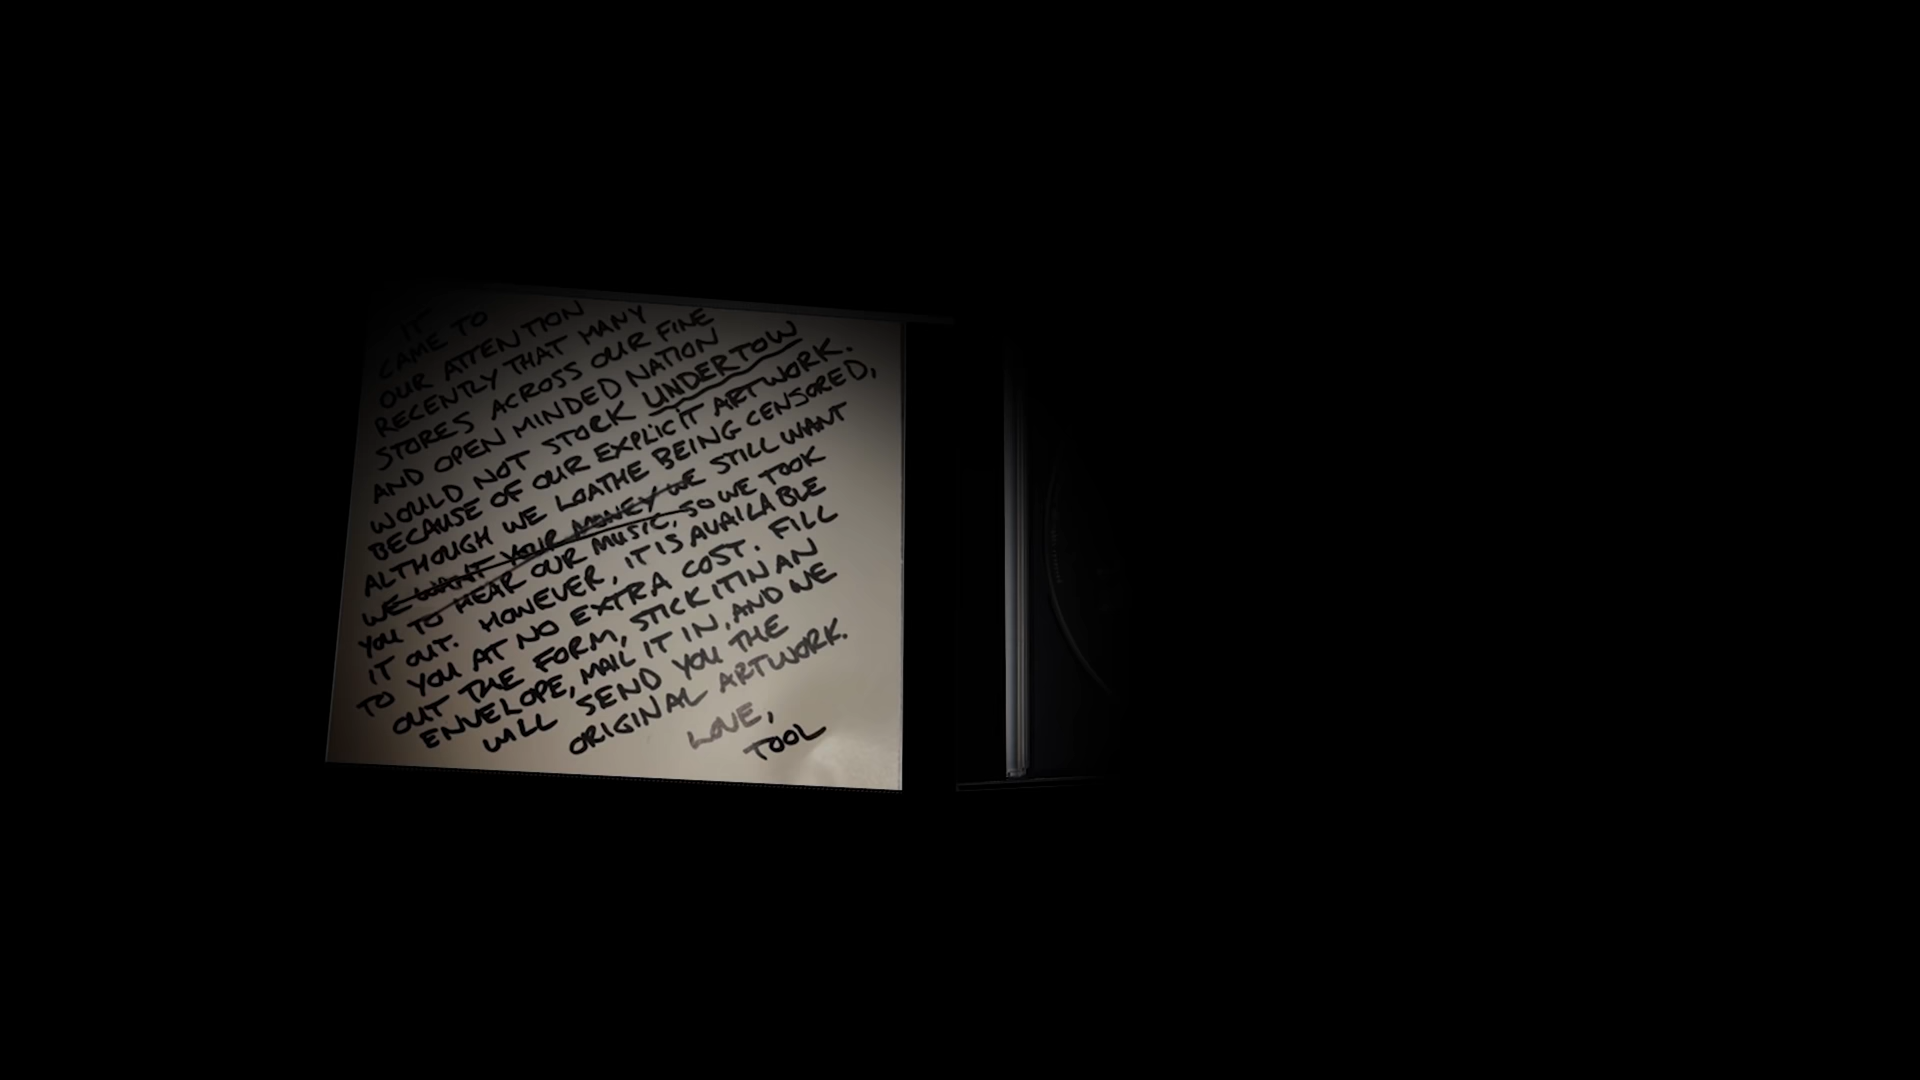 IT
CAME TO
OUR ATTENTION
RECENTLY THAT MANY
STORES ACROSS OUR FINE
AND OPEN MINDED NATION
WOULD NOT STOCK UNDERTOW
BECAUSE OF OUR EXPLICIT ARTWORK.
ALTHOUGH WE LOATHE BEING CENSORED,
WE WANT YOUR MONEY WE STILL WANT
YOU TO HEAR OUR MUSIC, SO WE TOOK
IT OUT. HOWEVER, IT IS AVAILABLE
TO YOU AT NO EXTRA COST. FILL
OUT THE FORM, STICK IT IN AN
ENVELOPE, MAIL IT IN, AND WE
WILL SEND YOU THE
ORIGINAL ARTWORK.
LOVE,
TOOL